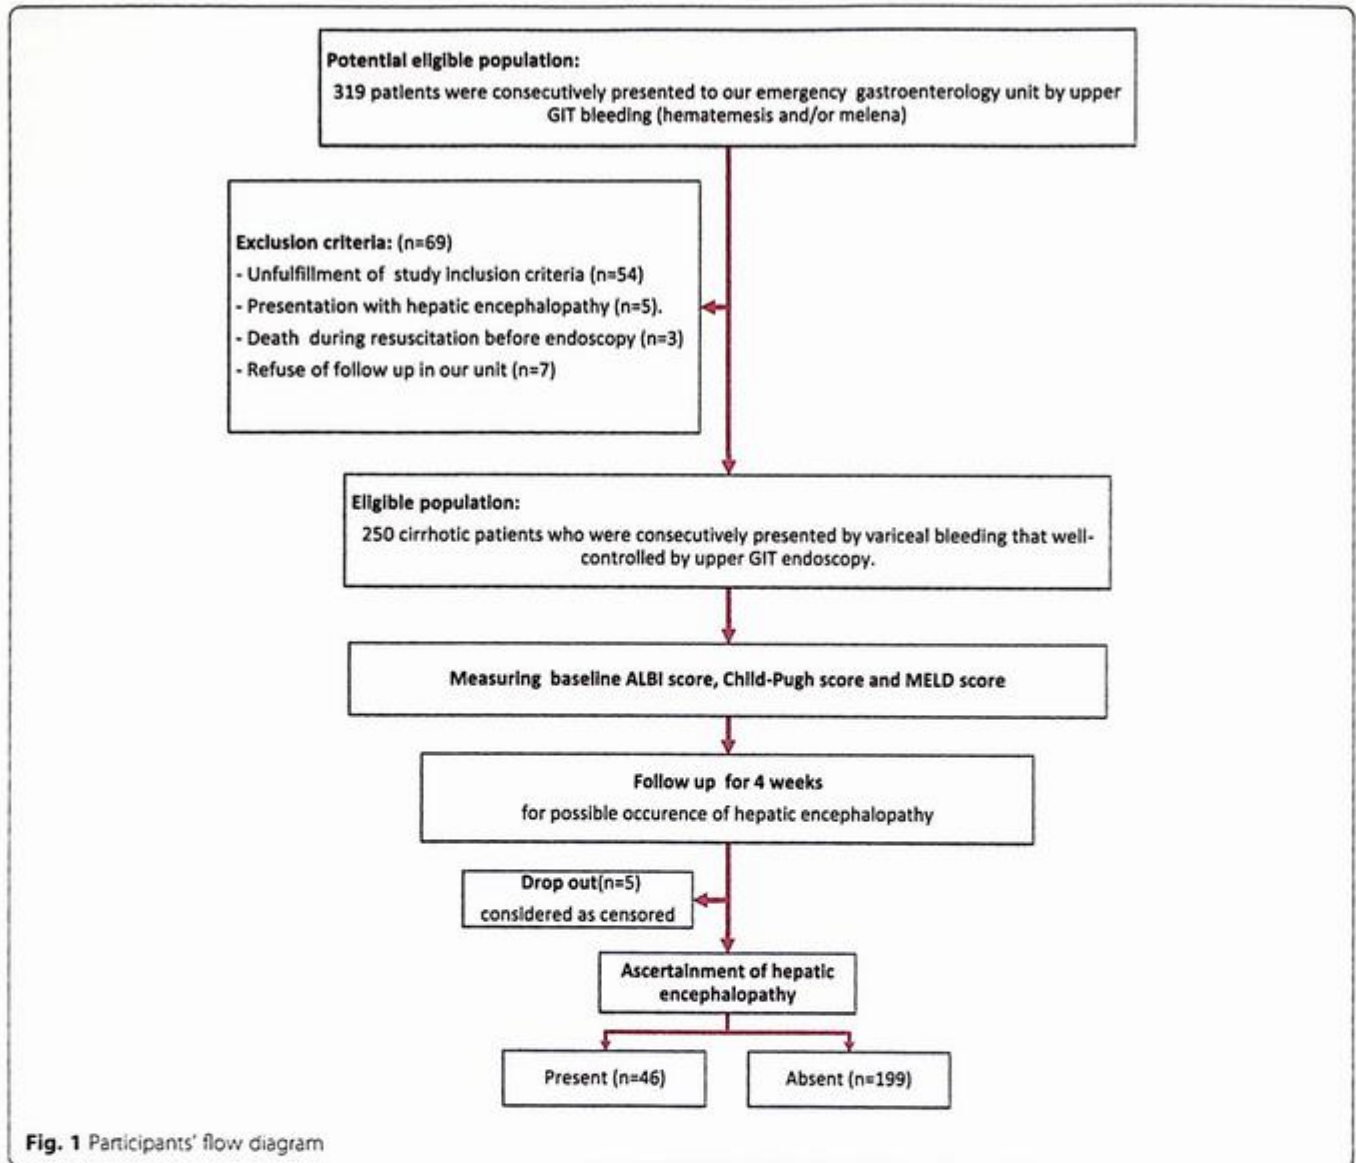 Potential eligible population:
319 patients were consecutively presented to our emergency gastroenterology unit by upper
GIT bleeding (hematemesis and/or melena)
Exclusion criteria: (n=69)
- Unfulfillment of study inclusion criteria (n=54)
- Presentation with hepatic encephalopathy (n=5).
- Death during resuscitation before endoscopy (n=3)
- Refuse of follow up in our unit (n=7)
Eligible population:
250 cirrhotic patients who were consecutively presented by variceal bleeding that well-
controlled by upper GIT endoscopy.
Measuring baseline ALBI score, Child-Pugh score and MELD score
Follow up for 4 weeks
for possible occurence of hepatic encephalopathy
Drop out(n=5)
considered as censored
Ascertainment of hepatic
encephalopathy
Present (n=46)
Absent (n=199)
Fig. 1 Participants' flow diagram